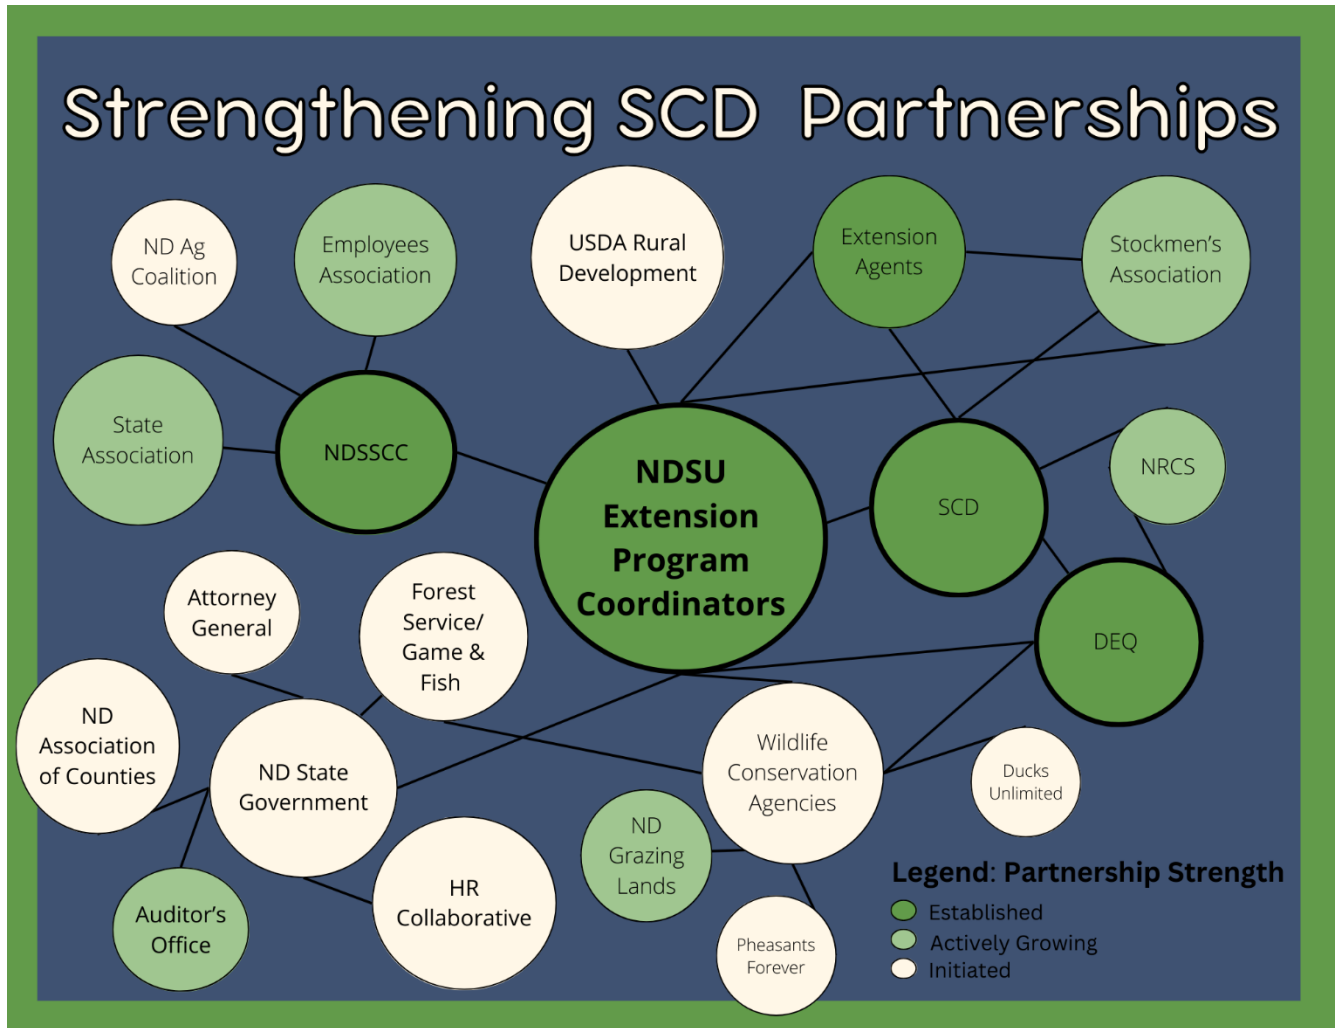 Strengthening SCD Partnerships
ND Ag
Coalition
Employees
Association
USDA Rural
Development
Extension
Agents
Stockmen's
Association
State
Association
NDSSCC
NDSU
Extension
Program
Coordinators
SCD
NRCS
DEQ
Attorney
General
Forest
Service/
Game &
Fish
ND
Association
of Counties
ND State
Government
Wildlife
Conservation
Agencies
Ducks
Unlimited
ND
Grazing
Lands
Auditor's
Office
HR
Collaborative
Pheasants
Forever
Legend: Partnership Strength
Established
Actively Growing
Initiated